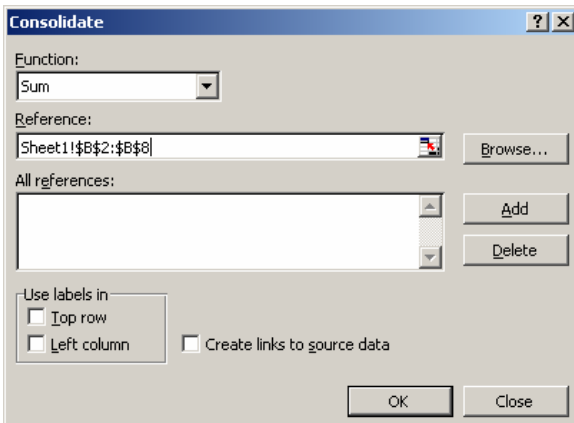 Consolidate
Function:
Sum
Reference:
Sheet1!$B$2:$B$8
Browse...
All references:
Add
Delete
Use labels in
Top row
Left column
Create links to source data
OK
Close